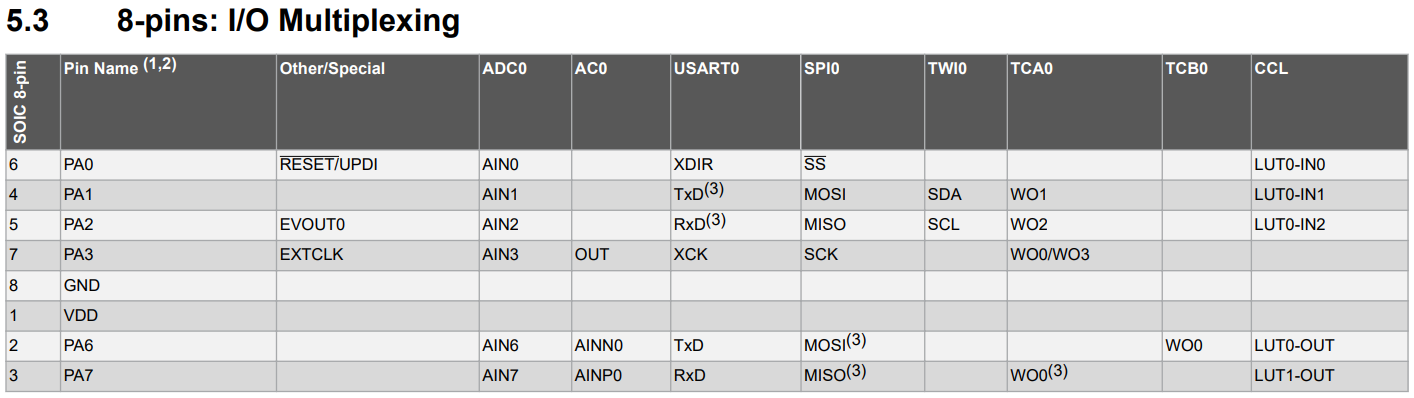 5.3 8-pins: I/O Multiplexing
SOIC 8-pin Pin Name (1,2) Other/Special ADC0 AC0 USART0 SPI0 TWI0 TCA0 TCB0 CCL
6 PA0 RESET/UPDI AIN0 XDIR SS LUT0-IN0
4 PA1 AIN1 TxD(3) MOSI SDA WO1 LUT0-IN1
5 PA2 EVOUT0 AIN2 RxD(3) MISO SCL WO2 LUT0-IN2
7 PA3 EXTCLK AIN3 OUT XCK SCK WO0/WO3
8 GND
1 VDD
2 PA6 AIN6 AINN0 TxD MOSI(3) WO0 LUT0-OUT
3 PA7 AIN7 AINP0 RxD MISO(3) WO0(3) LUT1-OUT